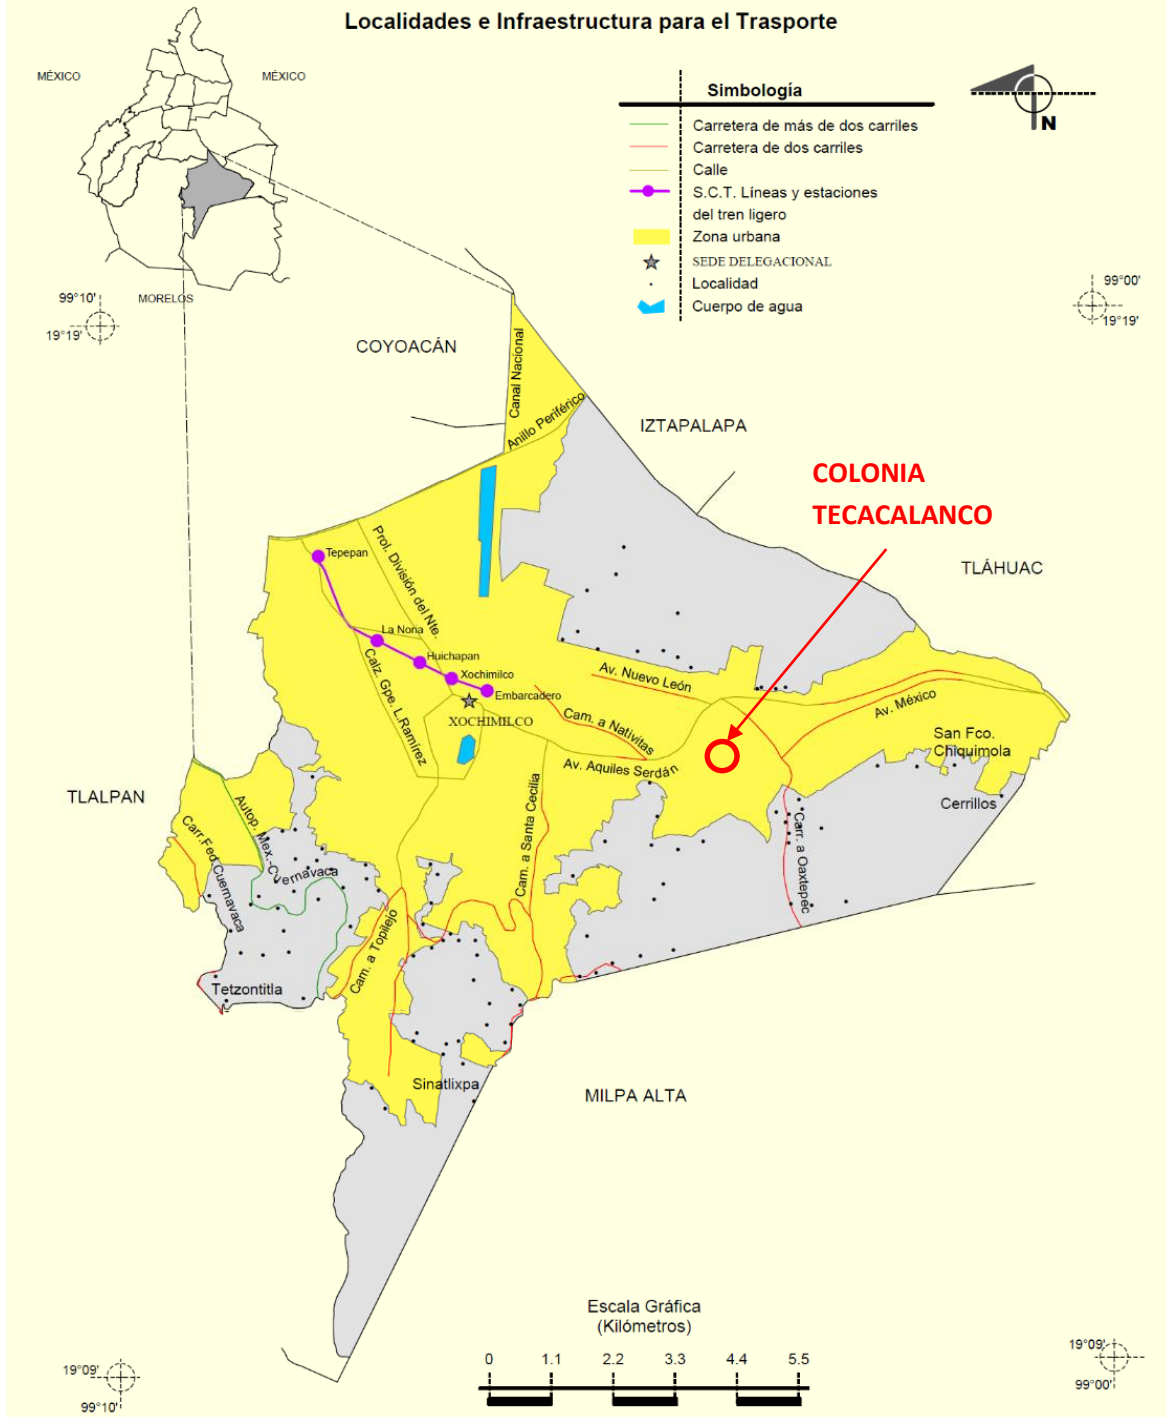 Localidades e Infraestructura para el Trasporte
MÉXICO
MÉXICO
MORELOS
Simbología
Carretera de más de dos carriles
Carretera de dos carriles
Calle
S.C.T. Líneas y estaciones
del tren ligero
Zona urbana
SEDE DELEGACIONAL
Localidad
Cuerpo de agua
N
99°10'
19°19'
99°00'
19°19'
COYOACÁN
Canal Nacional
Anillo Periférico
IZTAPALAPA
COLONIA
TECACALANCO
TLÁHUAC
Tepepan
Prol. División del Nte.
La Noria
Huichapan
Xochimilco
Embarcadero
XOCHIMILCO
Calz. Gpe. L.Ramírez
Av. Nuevo León
Cam. a Nativitas
Av. Aquiles Serdán
Av. México
San Fco.
Chiquimola
Cerrillos
Cam. a Santa Cecilia
Carr. a Oaxtepec
TLALPAN
Autop. Mex.-Cuernavaca
Carr.Fed.Cuernavaca
Cam. a Topilejo
Tetzontitla
Sinatlixpa
MILPA ALTA
Escala Gráfica
(Kilómetros)
0 1.1 2.2 3.3 4.4 5.5
19°09'
99°10'
19°09'
99°00'